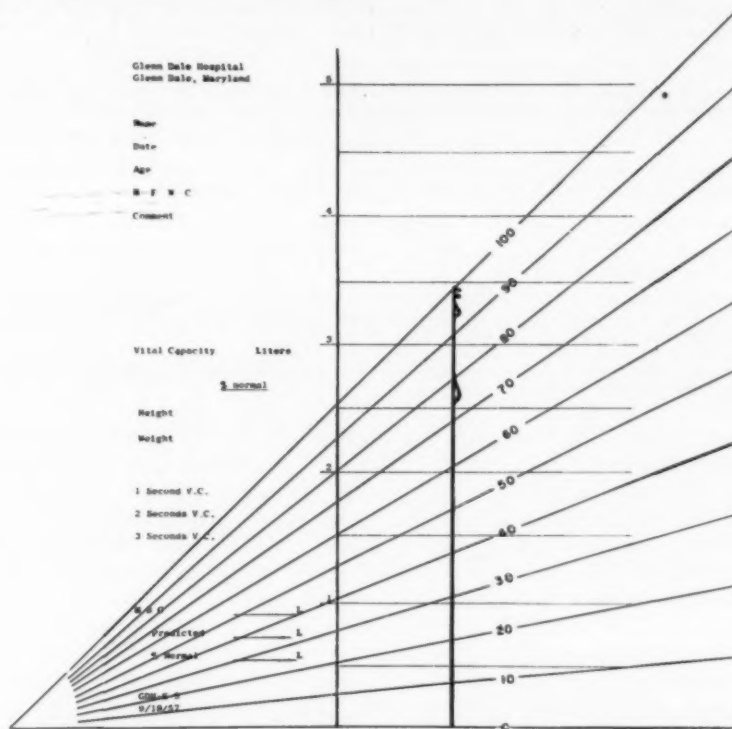 Glenn Dale Hospital
Glenn Dale, Maryland
Name
Date
Age
M F W C
Comment
Vital Capacity Liters
% normal
Height
Weight
1 Second V.C.
2 Seconds V.C.
3 Seconds V.C.
L
Predicted L
% Normal L
9/18/57
5
4
3
2
1
100
90
80
70
60
50
40
30
20
10
0